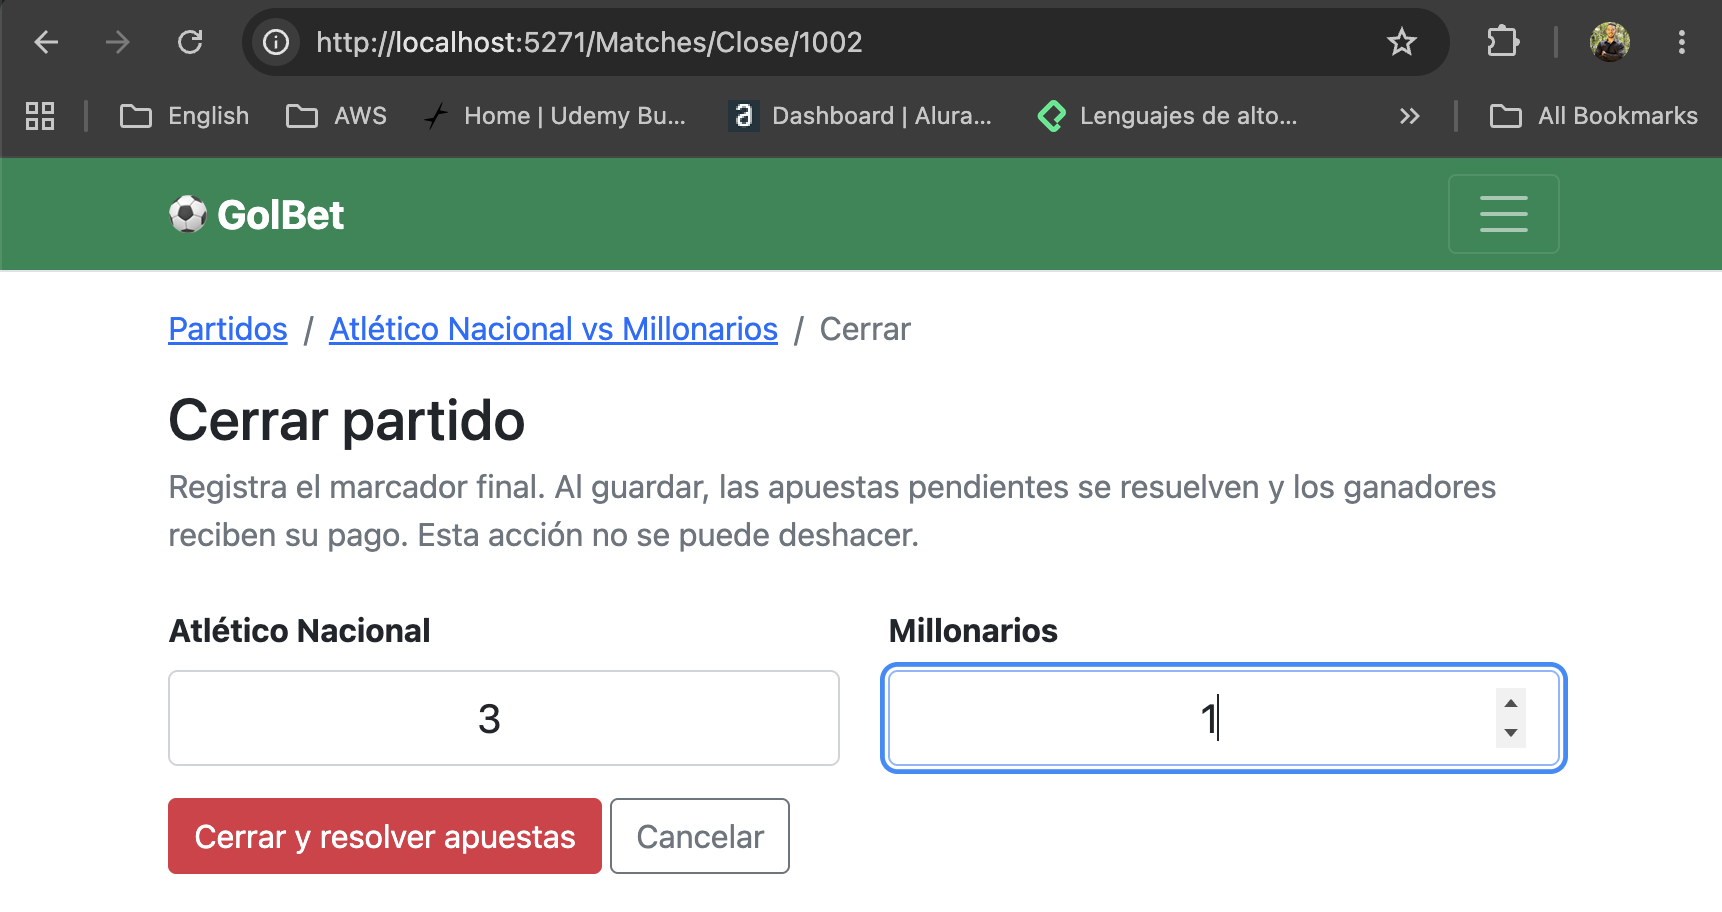 http://localhost:5271/Matches/Close/1002
English
AWS
Home | Udemy Bu...
a Dashboard | Alura...
Lenguajes de alto...
All Bookmarks
GolBet
Partidos / Atlético Nacional vs Millonarios / Cerrar
Cerrar partido
Registra el marcador final. Al guardar, las apuestas pendientes se resuelven y los ganadores
reciben su pago. Esta acción no se puede deshacer.
Atlético Nacional
Millonarios
3
1
Cerrar y resolver apuestas
Cancelar